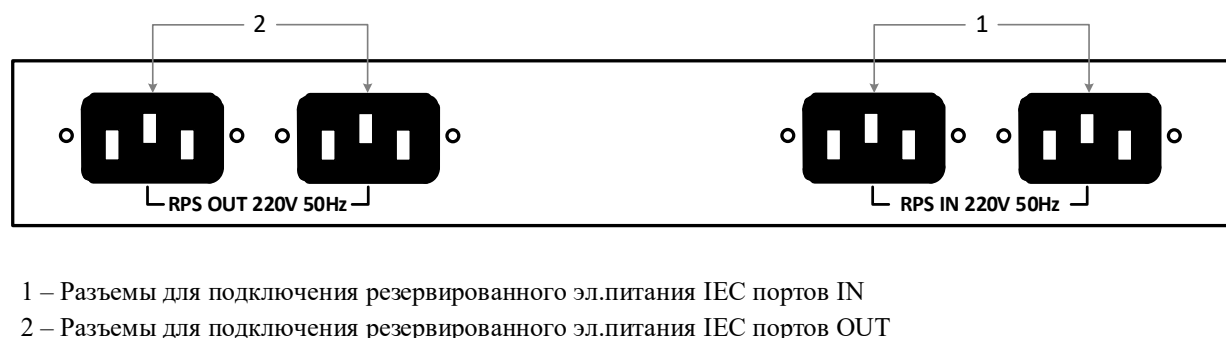 2
1
RPS OUT 220V 50Hz
RPS IN 220V 50Hz
1 – Разъемы для подключения резервированного эл.питания IEC портов IN
2 – Разъемы для подключения резервированного эл.питания IEC портов OUT